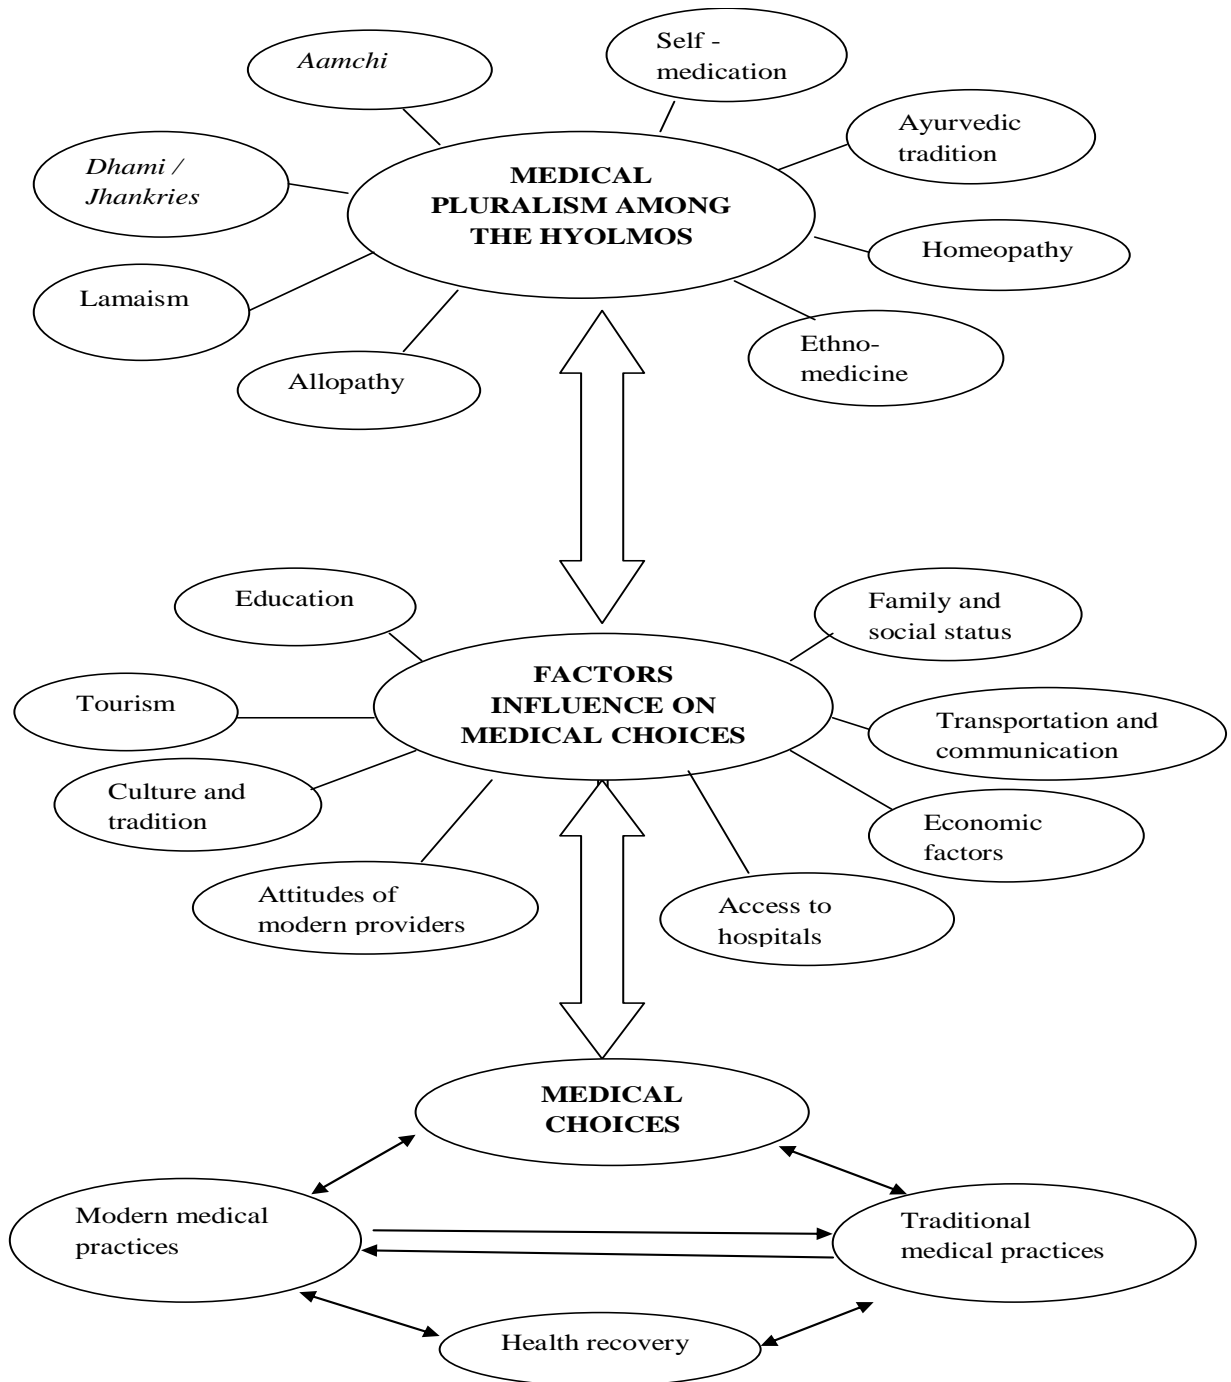 Aamchi
Self -
medication
Ayurvedic
tradition
Dhami /
Jhankries
MEDICAL
PLURALISM AMONG
THE HYOLMOS
Homeopathy
Lamaism
Ethno-
medicine
Allopathy
Education
Family and
social status
FACTORS
INFLUENCE ON
MEDICAL CHOICES
Tourism
Transportation and
communication
Culture and
tradition
Economic
factors
Attitudes of
modern providers
Access to
hospitals
MEDICAL
CHOICES
Modern medical
practices
Traditional
medical practices
Health recovery